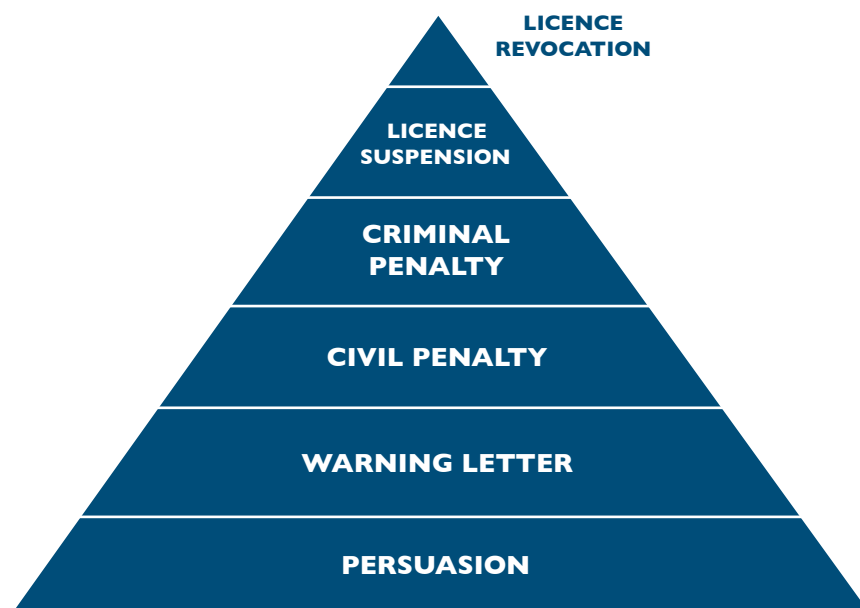 LICENCE
REVOCATION
LICENCE
SUSPENSION
CRIMINAL
PENALTY
CIVIL PENALTY
WARNING LETTER
PERSUASION